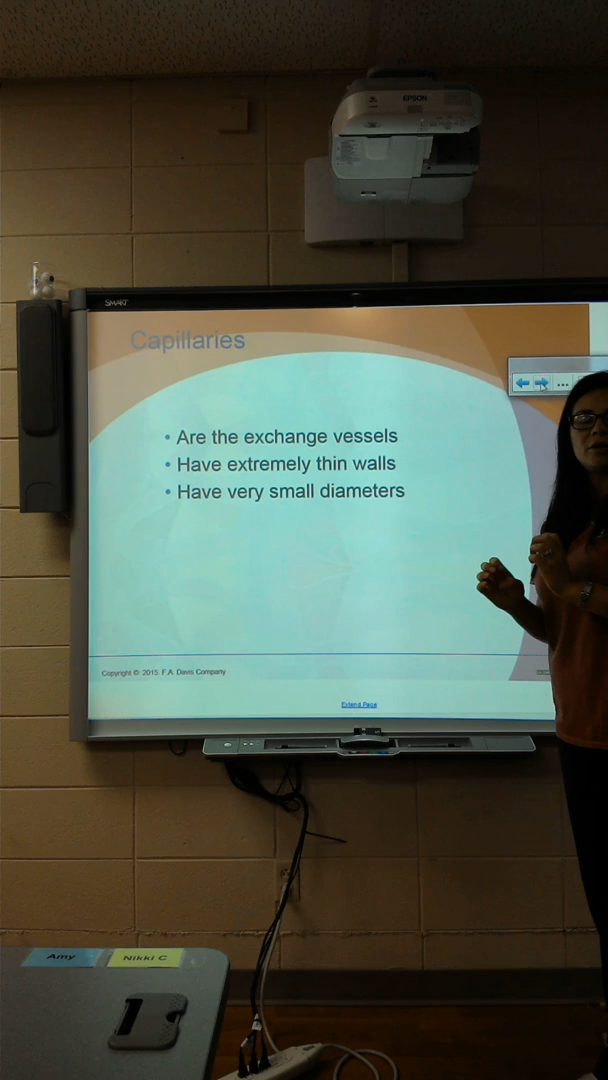 EPSON
SMART
Capillaries
...
• Are the exchange vessels
• Have extremely thin walls
• Have very small diameters
Copyright © 2015. F.A. Davis Company
Extend Page
Amy
Nikki C